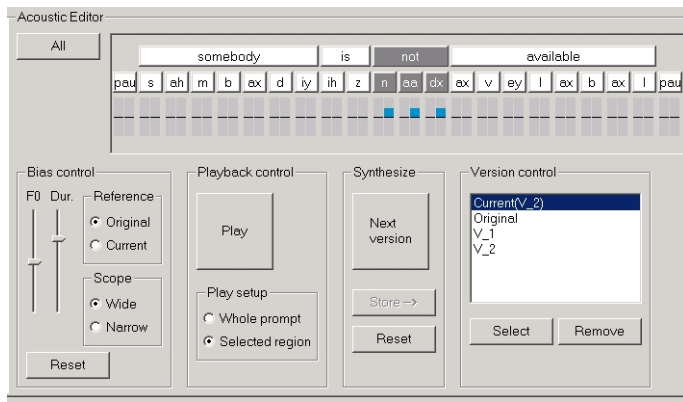 Acoustic Editor
All
somebody is not available
pau s ah m b ax d iy ih z n aa dx ax v ey l ax b ax l pau
Bias control
F0 Dur.
Reference
Original
Current
Scope
Wide
Narrow
Reset
Playback control
Play
Play setup
Whole prompt
Selected region
Synthesize
Next
version
Store -->
Reset
Version control
Current(V_2)
Original
V_1
V_2
Select Remove